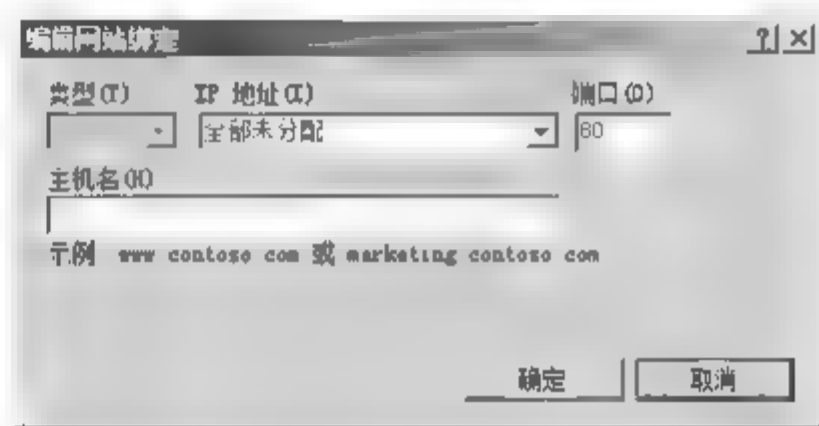 编辑网站绑定
类型(T) IP 地址(I) 端口(O)
全部未分配 80
主机名(H)
示例 www contoso com 或 marketing contoso com
确定 取消